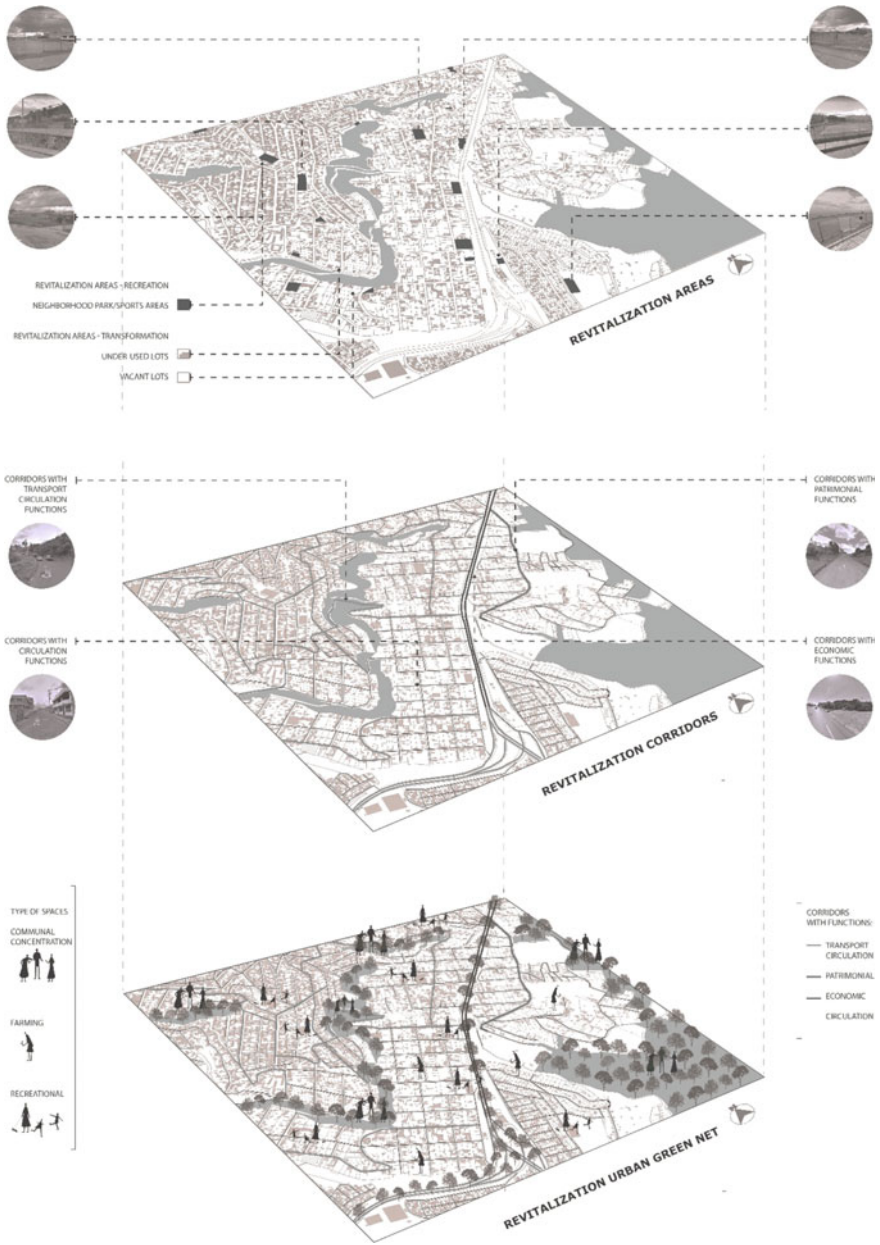 REVITALIZATION AREAS - RECREATION
NEIGHBORHOOD PARK/SPORTS AREAS
REVITALIZATION AREAS - TRANSFORMATION
UNDER USED LOTS
VACANT LOTS
REVITALIZATION AREAS
CORRIDORS WITH
TRANSPORT
CIRCULATION
FUNCTIONS
CORRIDORS WITH
PATRIMONIAL
FUNCTIONS
CORRIDORS WITH
CIRCULATION
FUNCTIONS
CORRIDORS WITH
ECONOMIC
FUNCTIONS
REVITALIZATION CORRIDORS
TYPE OF SPACES
COMMUNAL
CONCENTRATION
FARMING
RECREATIONAL
CORRIDORS
WITH FUNCTIONS:
TRANSPORT
CIRCULATION
PATRIMONIAL
ECONOMIC
CIRCULATION
REVITALIZATION URBAN GREEN NET